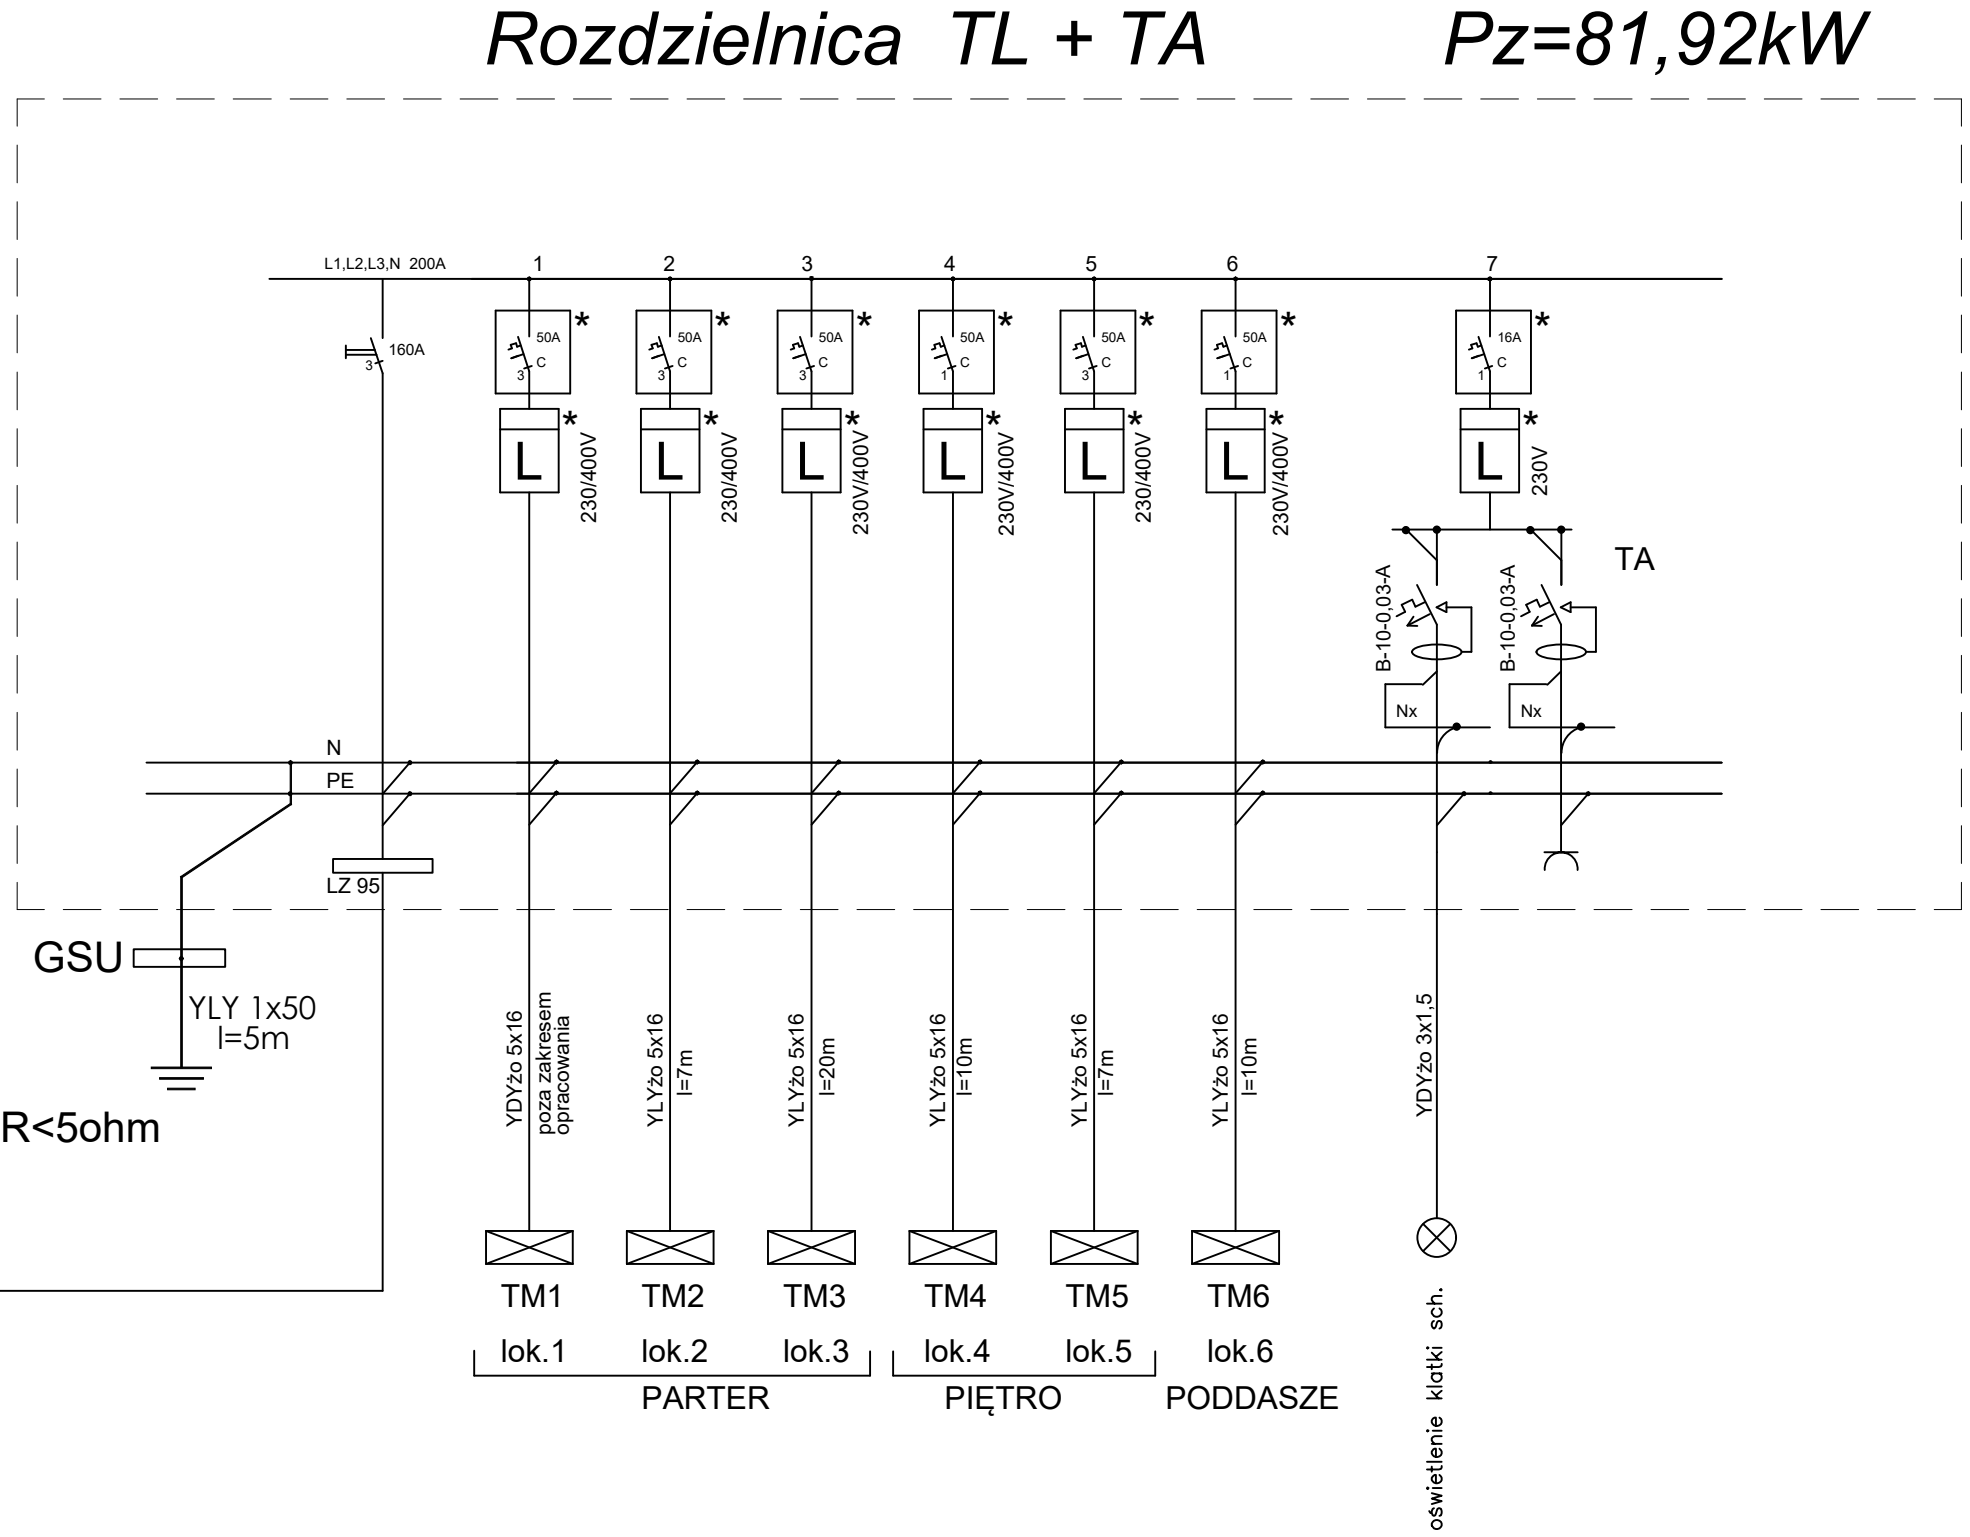 Rozdzielnica TL + TA
Pz=81,92kW
L1,L2,L3,N 200A
1
2
3
4
5
6
7
160A
3
50A
C
3
*
50A
C
3
*
50A
C
3
*
50A
C
1
*
50A
C
3
*
50A
C
1
*
16A
C
1
*
L
*
230/400V
L
*
230/400V
L
*
230V/400V
L
*
230V/400V
L
*
230/400V
L
*
230V/400V
L
*
230V
TA
B-10-0,03-A
B-10-0,03-A
Nx
Nx
N
PE
LZ 95
GSU
YLY 1x50
l=5m
R<5ohm
YDYżo 5x16
poza zakresem
opracowania
YLYżo 5x16
l=7m
YLYżo 5x16
l=20m
YLYżo 5x16
l=10m
YLYżo 5x16
l=7m
YLYżo 5x16
l=10m
YDYżo 3x1,5
TM1
TM2
TM3
TM4
TM5
TM6
lok.1
lok.2
lok.3
lok.4
lok.5
lok.6
PARTER
PIĘTRO
PODDASZE
oświetlenie klatki sch.